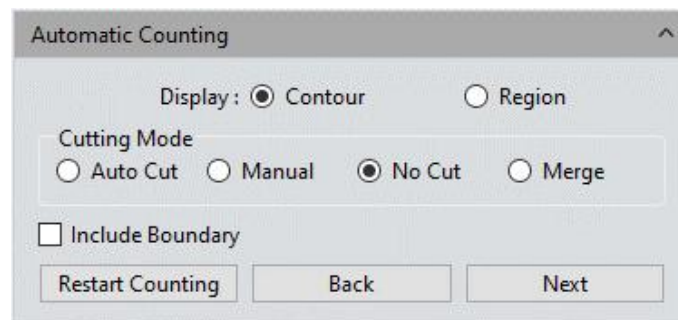 Automatic Counting
Display : Contour Region
Cutting Mode
Auto Cut Manual No Cut Merge
Include Boundary
Restart Counting Back Next